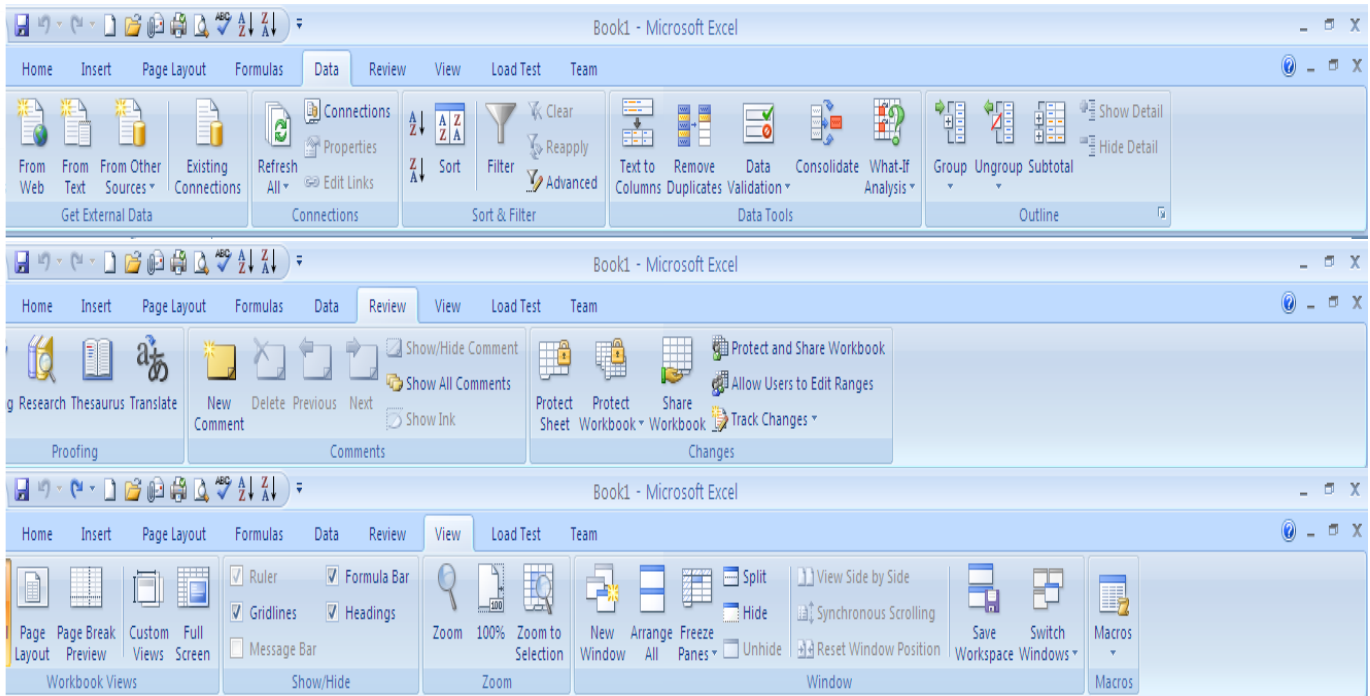 Book1 - Microsoft Excel
Home Insert Page Layout Formulas Data Review View Load Test Team
From Web
From Text
From Other Sources
Existing Connections
Get External Data
Refresh All
Connections
Properties
Edit Links
Connections
Sort
Filter
Clear
Reapply
Advanced
Sort & Filter
Text to Columns
Remove Duplicates
Data Validation
Consolidate
What-If Analysis
Data Tools
Group
Ungroup
Subtotal
Show Detail
Hide Detail
Outline
Book1 - Microsoft Excel
Home Insert Page Layout Formulas Data Review View Load Test Team
g Research Thesaurus Translate
Proofing
New Comment
Delete
Previous
Next
Show/Hide Comment
Show All Comments
Show Ink
Comments
Protect Sheet
Protect Workbook
Share Workbook
Protect and Share Workbook
Allow Users to Edit Ranges
Track Changes
Changes
Book1 - Microsoft Excel
Home Insert Page Layout Formulas Data Review View Load Test Team
Page Layout
Page Break Preview
Custom Views
Full Screen
Workbook Views
Ruler
Gridlines
Message Bar
Formula Bar
Headings
Show/Hide
Zoom
100%
Zoom to Selection
Zoom
New Window
Arrange All
Freeze Panes
Split
Hide
Unhide
View Side by Side
Synchronous Scrolling
Reset Window Position
Save Workspace
Switch Windows
Window
Macros
Macros